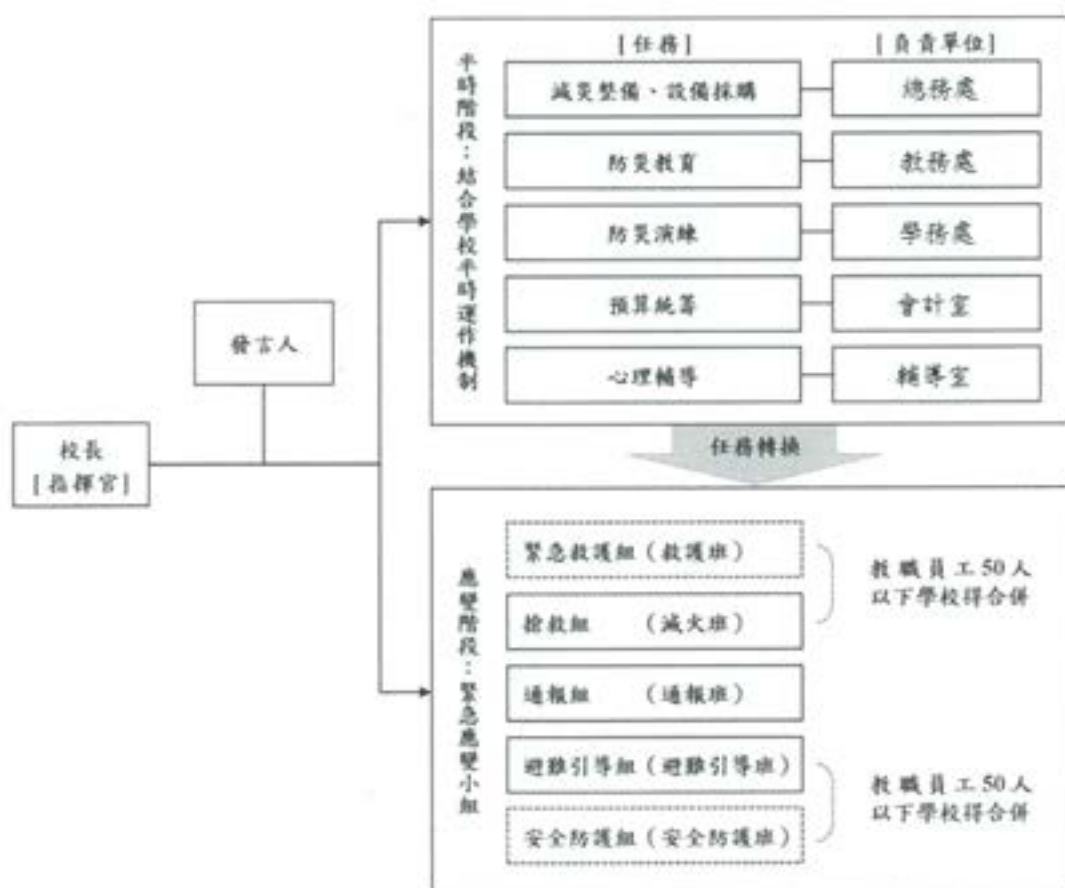 校長
[指揮官]
發言人
平時階段：結合學校平時運作機制
[任務]
[負責單位]
減災整備、設備採購
總務處
防災教育
教務處
防災演練
學務處
預算統籌
會計室
心理輔導
輔導室
任務轉換
應變階段：緊急應變小組
緊急救護組（救護班）
搶救組 （滅火班）
通報組 （通報班）
避難引導組（避難引導班）
安全防護組（安全防護班）
教職員工50人
以下學校得合併
教職員工50人
以下學校得合併